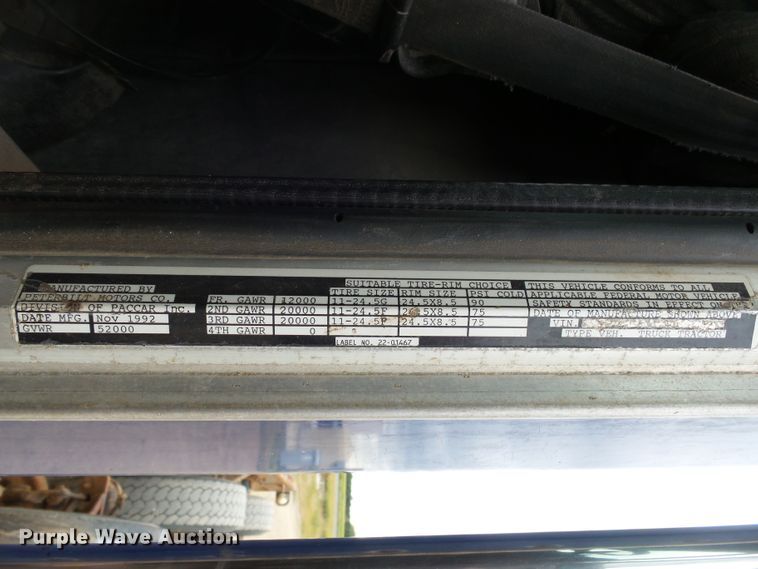 MANUFACTURED BY
PETERBILT MOTORS CO.
DIVISION OF PACCAR Inc.
DATE MFG. Nov 1992
GVWR 52000
FR. GAWR 12000
2ND GAWR 20000
3RD GAWR 20000
4TH GAWR 0
SUITABLE TIRE-RIM CHOICE
TIRE SIZE RIM SIZE PSI COLD
11-24.5G 24.5X8.5 90
11-24.5F 24.5X8.5 75
11-24.5F 24.5X8.5 75
LABEL NO. 22-01467
THIS VEHICLE CONFORMS TO ALL
APPLICABLE FEDERAL MOTOR VEHICLE
SAFETY STANDARDS IN EFFECT ON
DATE OF MANUFACTURE SHOWN ABOVE
VIN.
TYPE VEH. TRUCK TRACTOR
Purple Wave Auction